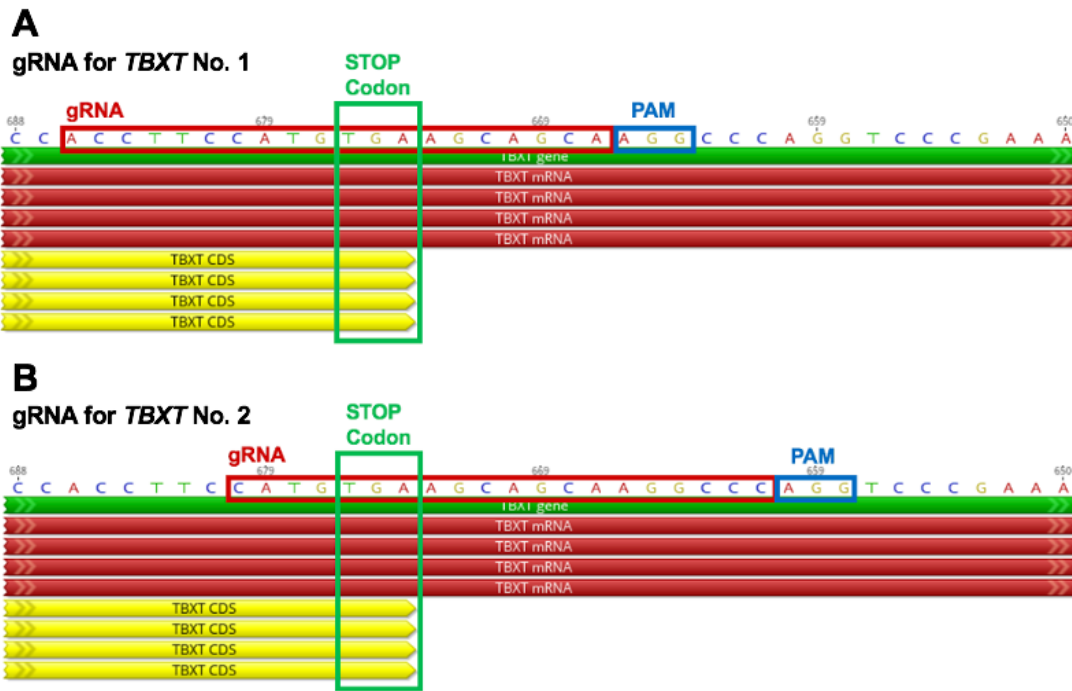 A
gRNA for TBXT No. 1
STOP
Codon
gRNA
PAM
688 679 669 659 650
C C A C C T T C C A T G T G A A G C A G C A A G G C C C A G G T C C C G A A A
TBXT gene
TBXT mRNA
TBXT mRNA
TBXT mRNA
TBXT mRNA
TBXT CDS
TBXT CDS
TBXT CDS
TBXT CDS
B
gRNA for TBXT No. 2
STOP
Codon
gRNA
PAM
688 679 669 659 650
C C A C C T T C C A T G T G A A G C A G C A A G G C C C A G G T C C C G A A A
TBXT gene
TBXT mRNA
TBXT mRNA
TBXT mRNA
TBXT mRNA
TBXT CDS
TBXT CDS
TBXT CDS
TBXT CDS